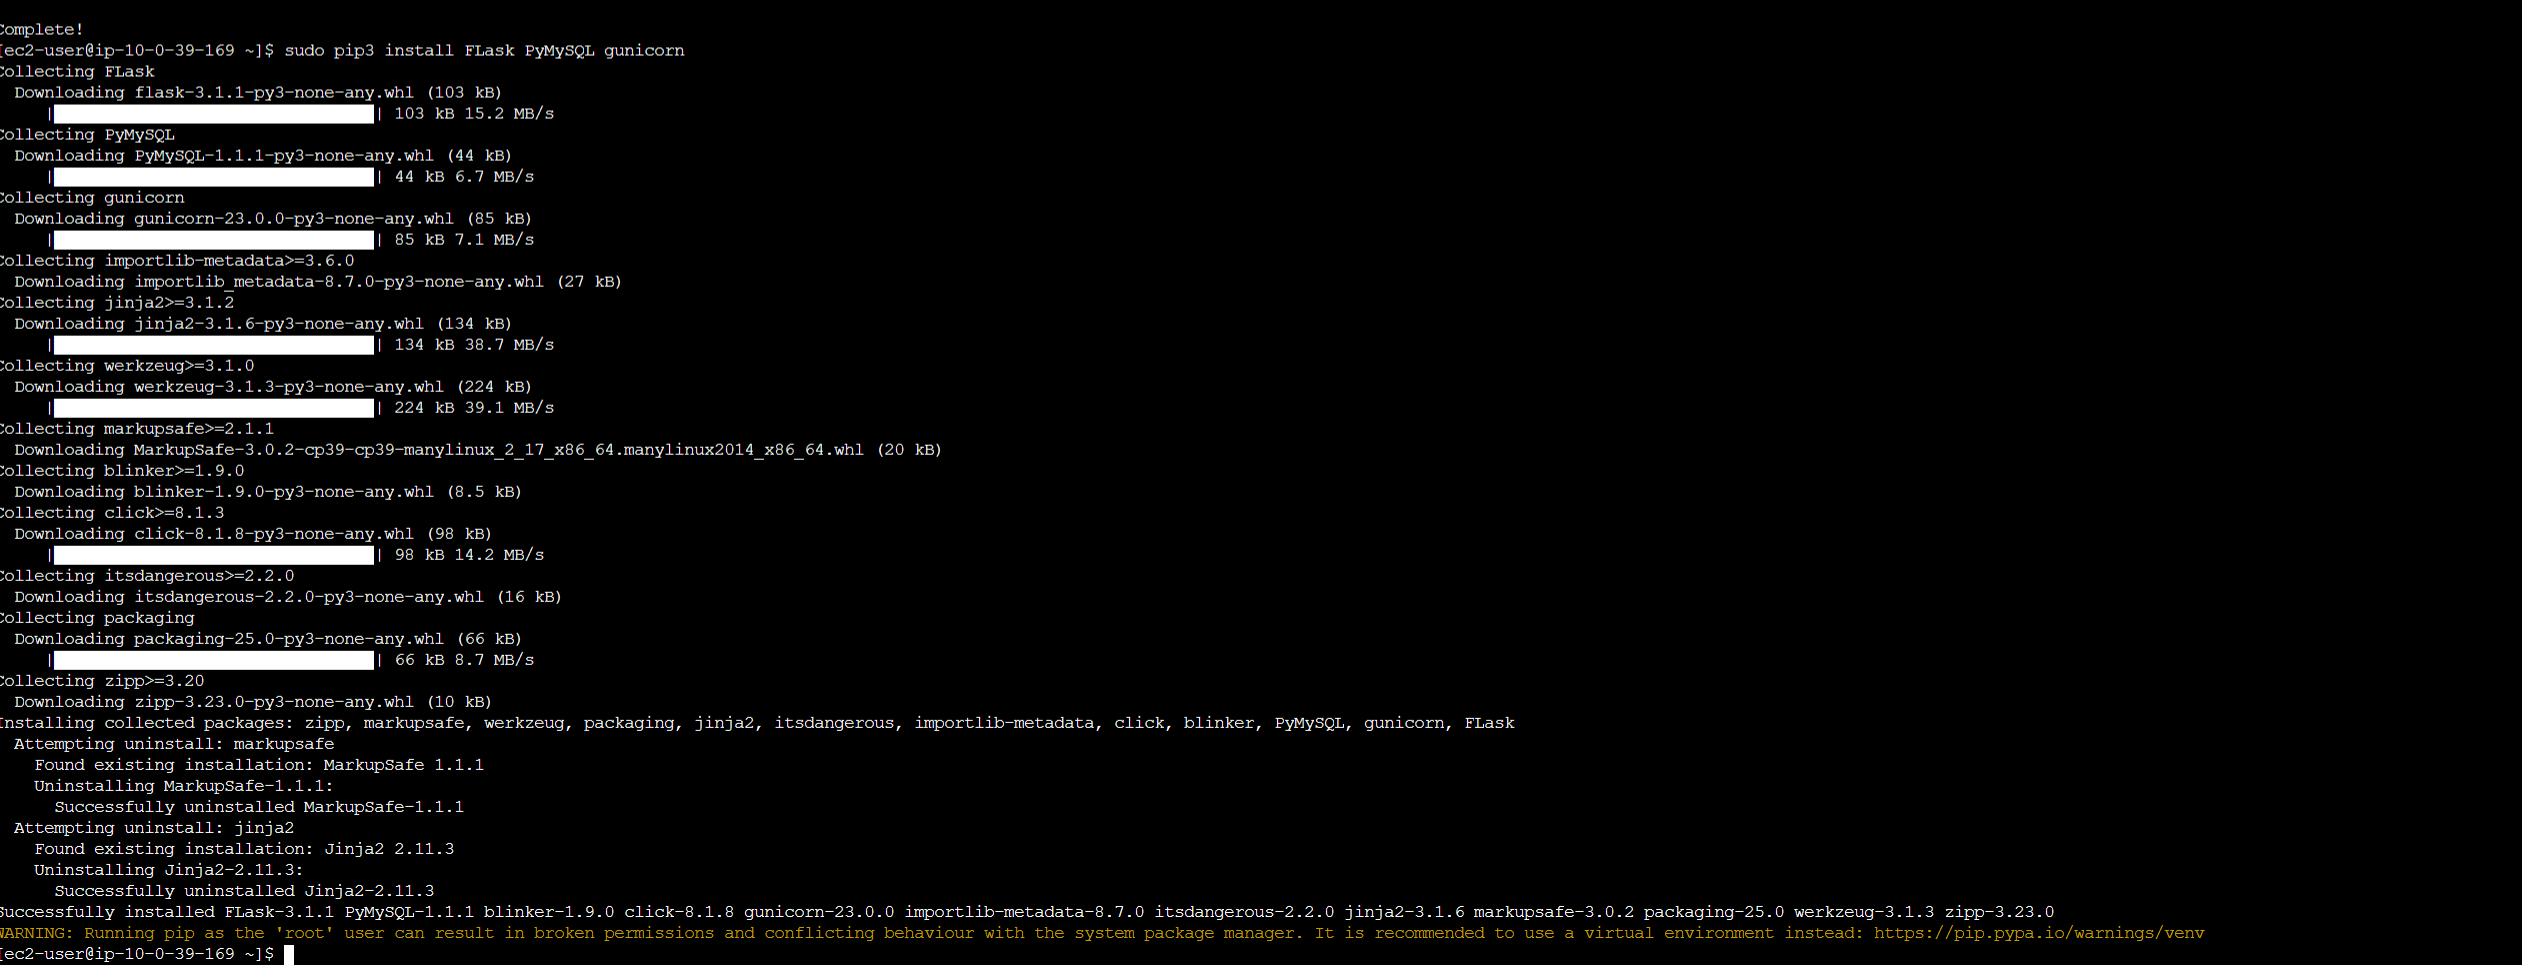 Complete!
[ec2-user@ip-10-0-39-169 ~]$ sudo pip3 install FLask PyMySQL gunicorn
Collecting FLask
  Downloading flask-3.1.1-py3-none-any.whl (103 kB)
     || 103 kB 15.2 MB/s
Collecting PyMySQL
  Downloading PyMySQL-1.1.1-py3-none-any.whl (44 kB)
     || 44 kB 6.7 MB/s
Collecting gunicorn
  Downloading gunicorn-23.0.0-py3-none-any.whl (85 kB)
     || 85 kB 7.1 MB/s
Collecting importlib-metadata>=3.6.0
  Downloading importlib_metadata-8.7.0-py3-none-any.whl (27 kB)
Collecting jinja2>=3.1.2
  Downloading jinja2-3.1.6-py3-none-any.whl (134 kB)
     || 134 kB 38.7 MB/s
Collecting werkzeug>=3.1.0
  Downloading werkzeug-3.1.3-py3-none-any.whl (224 kB)
     || 224 kB 39.1 MB/s
Collecting markupsafe>=2.1.1
  Downloading MarkupSafe-3.0.2-cp39-cp39-manylinux_2_17_x86_64.manylinux2014_x86_64.whl (20 kB)
Collecting blinker>=1.9.0
  Downloading blinker-1.9.0-py3-none-any.whl (8.5 kB)
Collecting click>=8.1.3
  Downloading click-8.1.8-py3-none-any.whl (98 kB)
     || 98 kB 14.2 MB/s
Collecting itsdangerous>=2.2.0
  Downloading itsdangerous-2.2.0-py3-none-any.whl (16 kB)
Collecting packaging
  Downloading packaging-25.0-py3-none-any.whl (66 kB)
     || 66 kB 8.7 MB/s
Collecting zipp>=3.20
  Downloading zipp-3.23.0-py3-none-any.whl (10 kB)
Installing collected packages: zipp, markupsafe, werkzeug, packaging, jinja2, itsdangerous, importlib-metadata, click, blinker, PyMySQL, gunicorn, FLask
  Attempting uninstall: markupsafe
    Found existing installation: MarkupSafe 1.1.1
    Uninstalling MarkupSafe-1.1.1:
      Successfully uninstalled MarkupSafe-1.1.1
  Attempting uninstall: jinja2
    Found existing installation: Jinja2 2.11.3
    Uninstalling Jinja2-2.11.3:
      Successfully uninstalled Jinja2-2.11.3
Successfully installed FLask-3.1.1 PyMySQL-1.1.1 blinker-1.9.0 click-8.1.8 gunicorn-23.0.0 importlib-metadata-8.7.0 itsdangerous-2.2.0 jinja2-3.1.6 markupsafe-3.0.2 packaging-25.0 werkzeug-3.1.3 zipp-3.23.0
WARNING: Running pip as the 'root' user can result in broken permissions and conflicting behaviour with the system package manager. It is recommended to use a virtual environment instead: https://pip.pypa.io/warnings/venv
[ec2-user@ip-10-0-39-169 ~]$